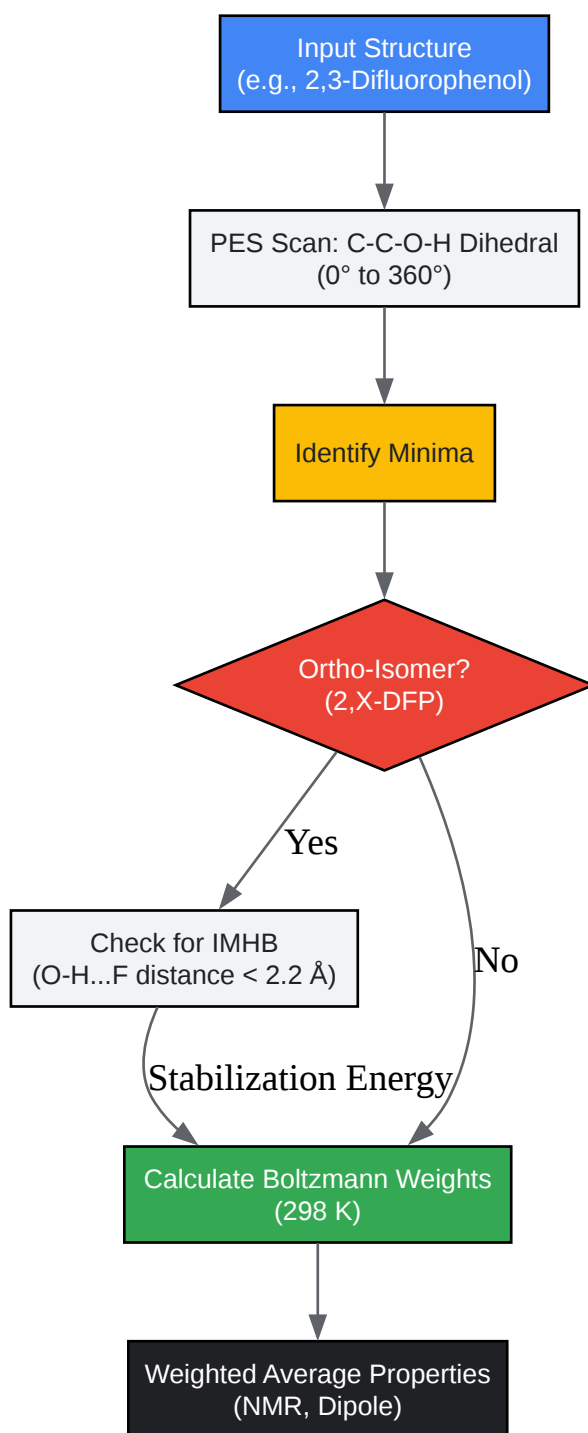 Input Structure
(e.g., 2,3-Difluorophenol)
PES Scan: C-C-O-H Dihedral
(0° to 360°)
Identify Minima
Ortho-Isomer?
(2,X-DFP)
Yes
Check for IMHB
(O-H...F distance < 2.2 Å)
No
Stabilization Energy
Calculate Boltzmann Weights
(298 K)
Weighted Average Properties
(NMR, Dipole)